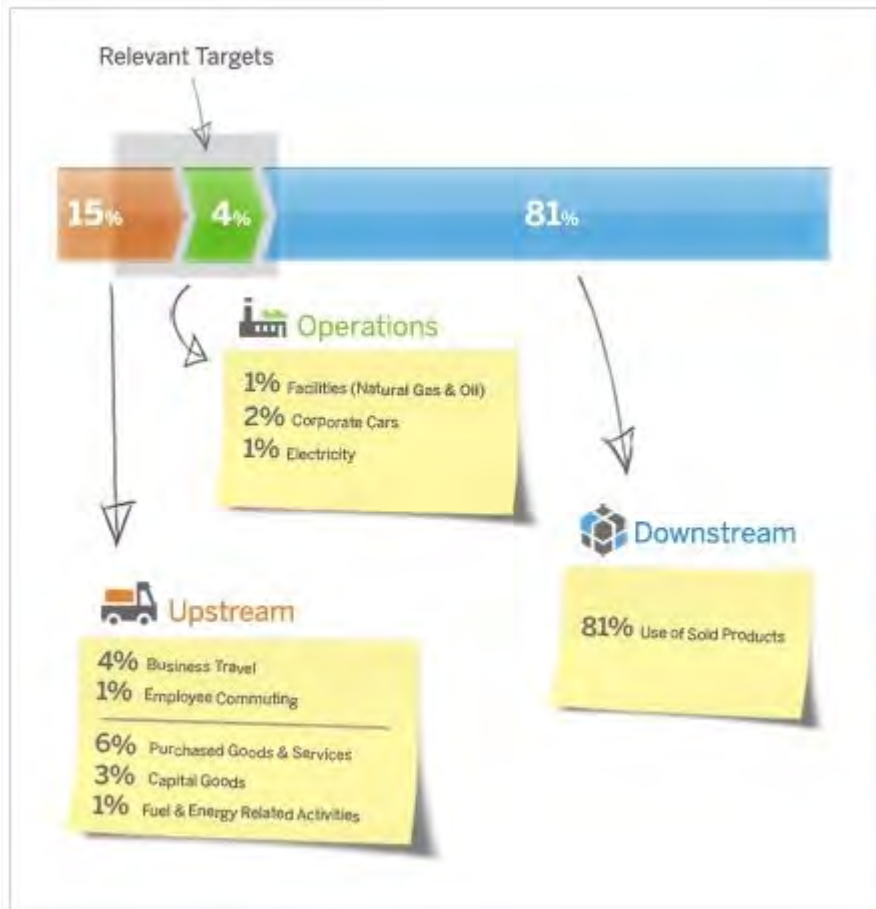 Relevant Targets
15%
4%
81%
Operations
1% Facilities (Natural Gas & Oil)
2% Corporate Cars
1% Electricity
Downstream
81% Use of Sold Products
Upstream
4% Business Travel
1% Employee Commuting
6% Purchased Goods & Services
3% Capital Goods
1% Fuel & Energy Related Activities